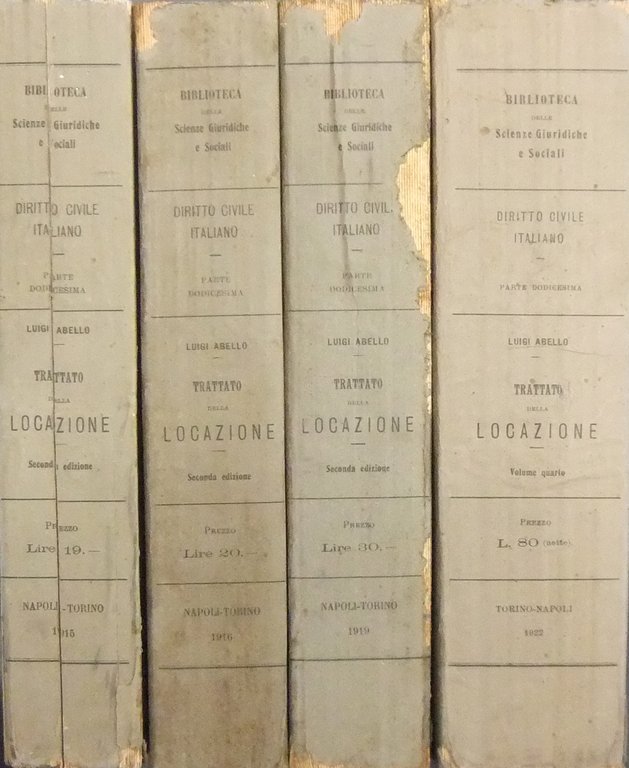 BIBLIOTECA
DELLE
Scienze Giuridiche
e Sociali
DIRITTO CIVILE
ITALIANO
PARTE
DODICESIMA
LUIGI ABELLO
TRATTATO
DELLA
LOCAZIONE
Seconda edizione
PREZZO
Lire 19.—
NAPOLI-TORINO
1915
BIBLIOTECA
DELLE
Scienze Giuridiche
e Sociali
DIRITTO CIVILE
ITALIANO
PARTE
DODICESIMA
LUIGI ABELLO
TRATTATO
DELLA
LOCAZIONE
Seconda edizione
PREZZO
Lire 20.—
NAPOLI-TORINO
1916
BIBLIOTECA
DELLE
Scienze Giuridiche
e Sociali
DIRITTO CIVIL
ITALIANO
PARTE
DODICESIMA
LUIGI ABELLO
TRATTATO
DELLA
LOCAZIONE
Seconda edizione
PREZZO
Lire 30.—
NAPOLI-TORINO
1919
BIBLIOTECA
DELLE
Scienze Giuridiche
e Sociali
DIRITTO CIVILE
ITALIANO
PARTE DODICESIMA
LUIGI ABELLO
TRATTATO
DELLA
LOCAZIONE
Volume quarto
PREZZO
L. 80 (netto)
TORINO-NAPOLI
1922